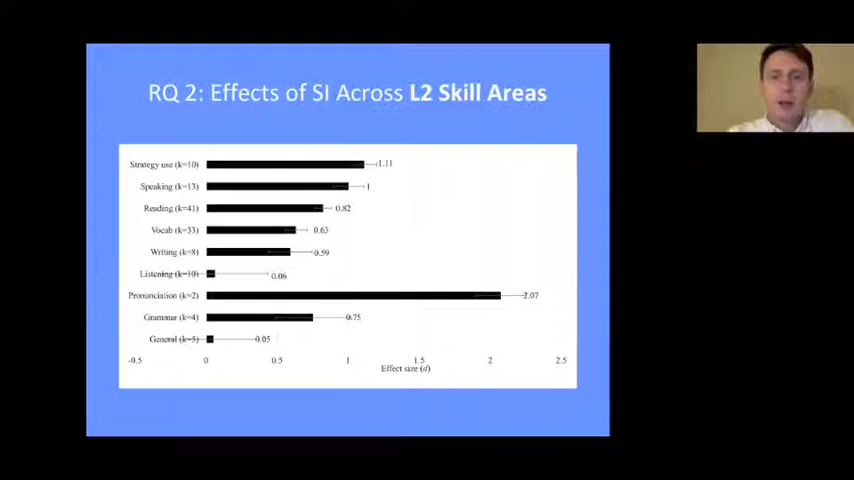 RQ 2: Effects of SI Across L2 Skill Areas
Strategy use (k=10) 1.11
Speaking (k=13) 1
Reading (k=41) 0.82
Vocab (k=33) 0.63
Writing (k=8) 0.59
Listening (k=10) 0.06
Pronunciation (k=2) 2.07
Grammar (k=4) 0.75
General (k=5) 0.05
-0.5 0 0.5 1 1.5 2 2.5
Effect size (d)